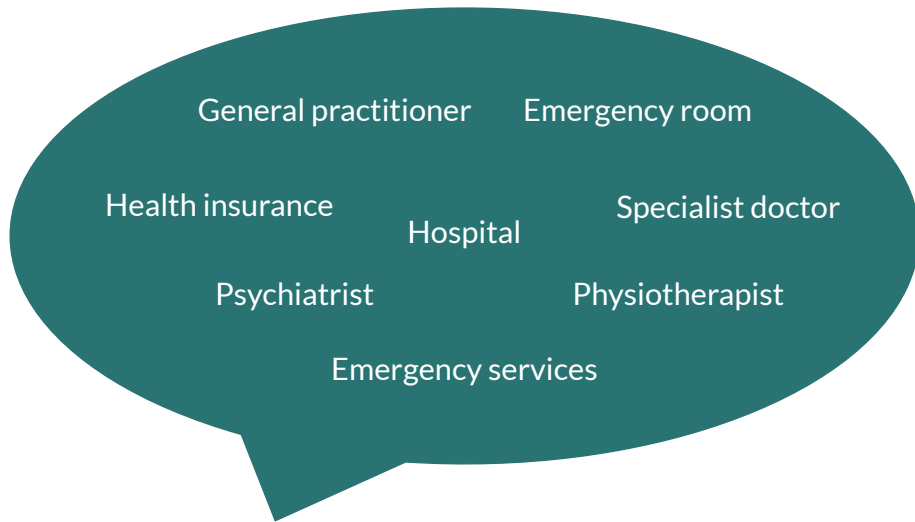 General practitioner
Emergency room
Health insurance
Specialist doctor
Hospital
Psychiatrist
Physiotherapist
Emergency services